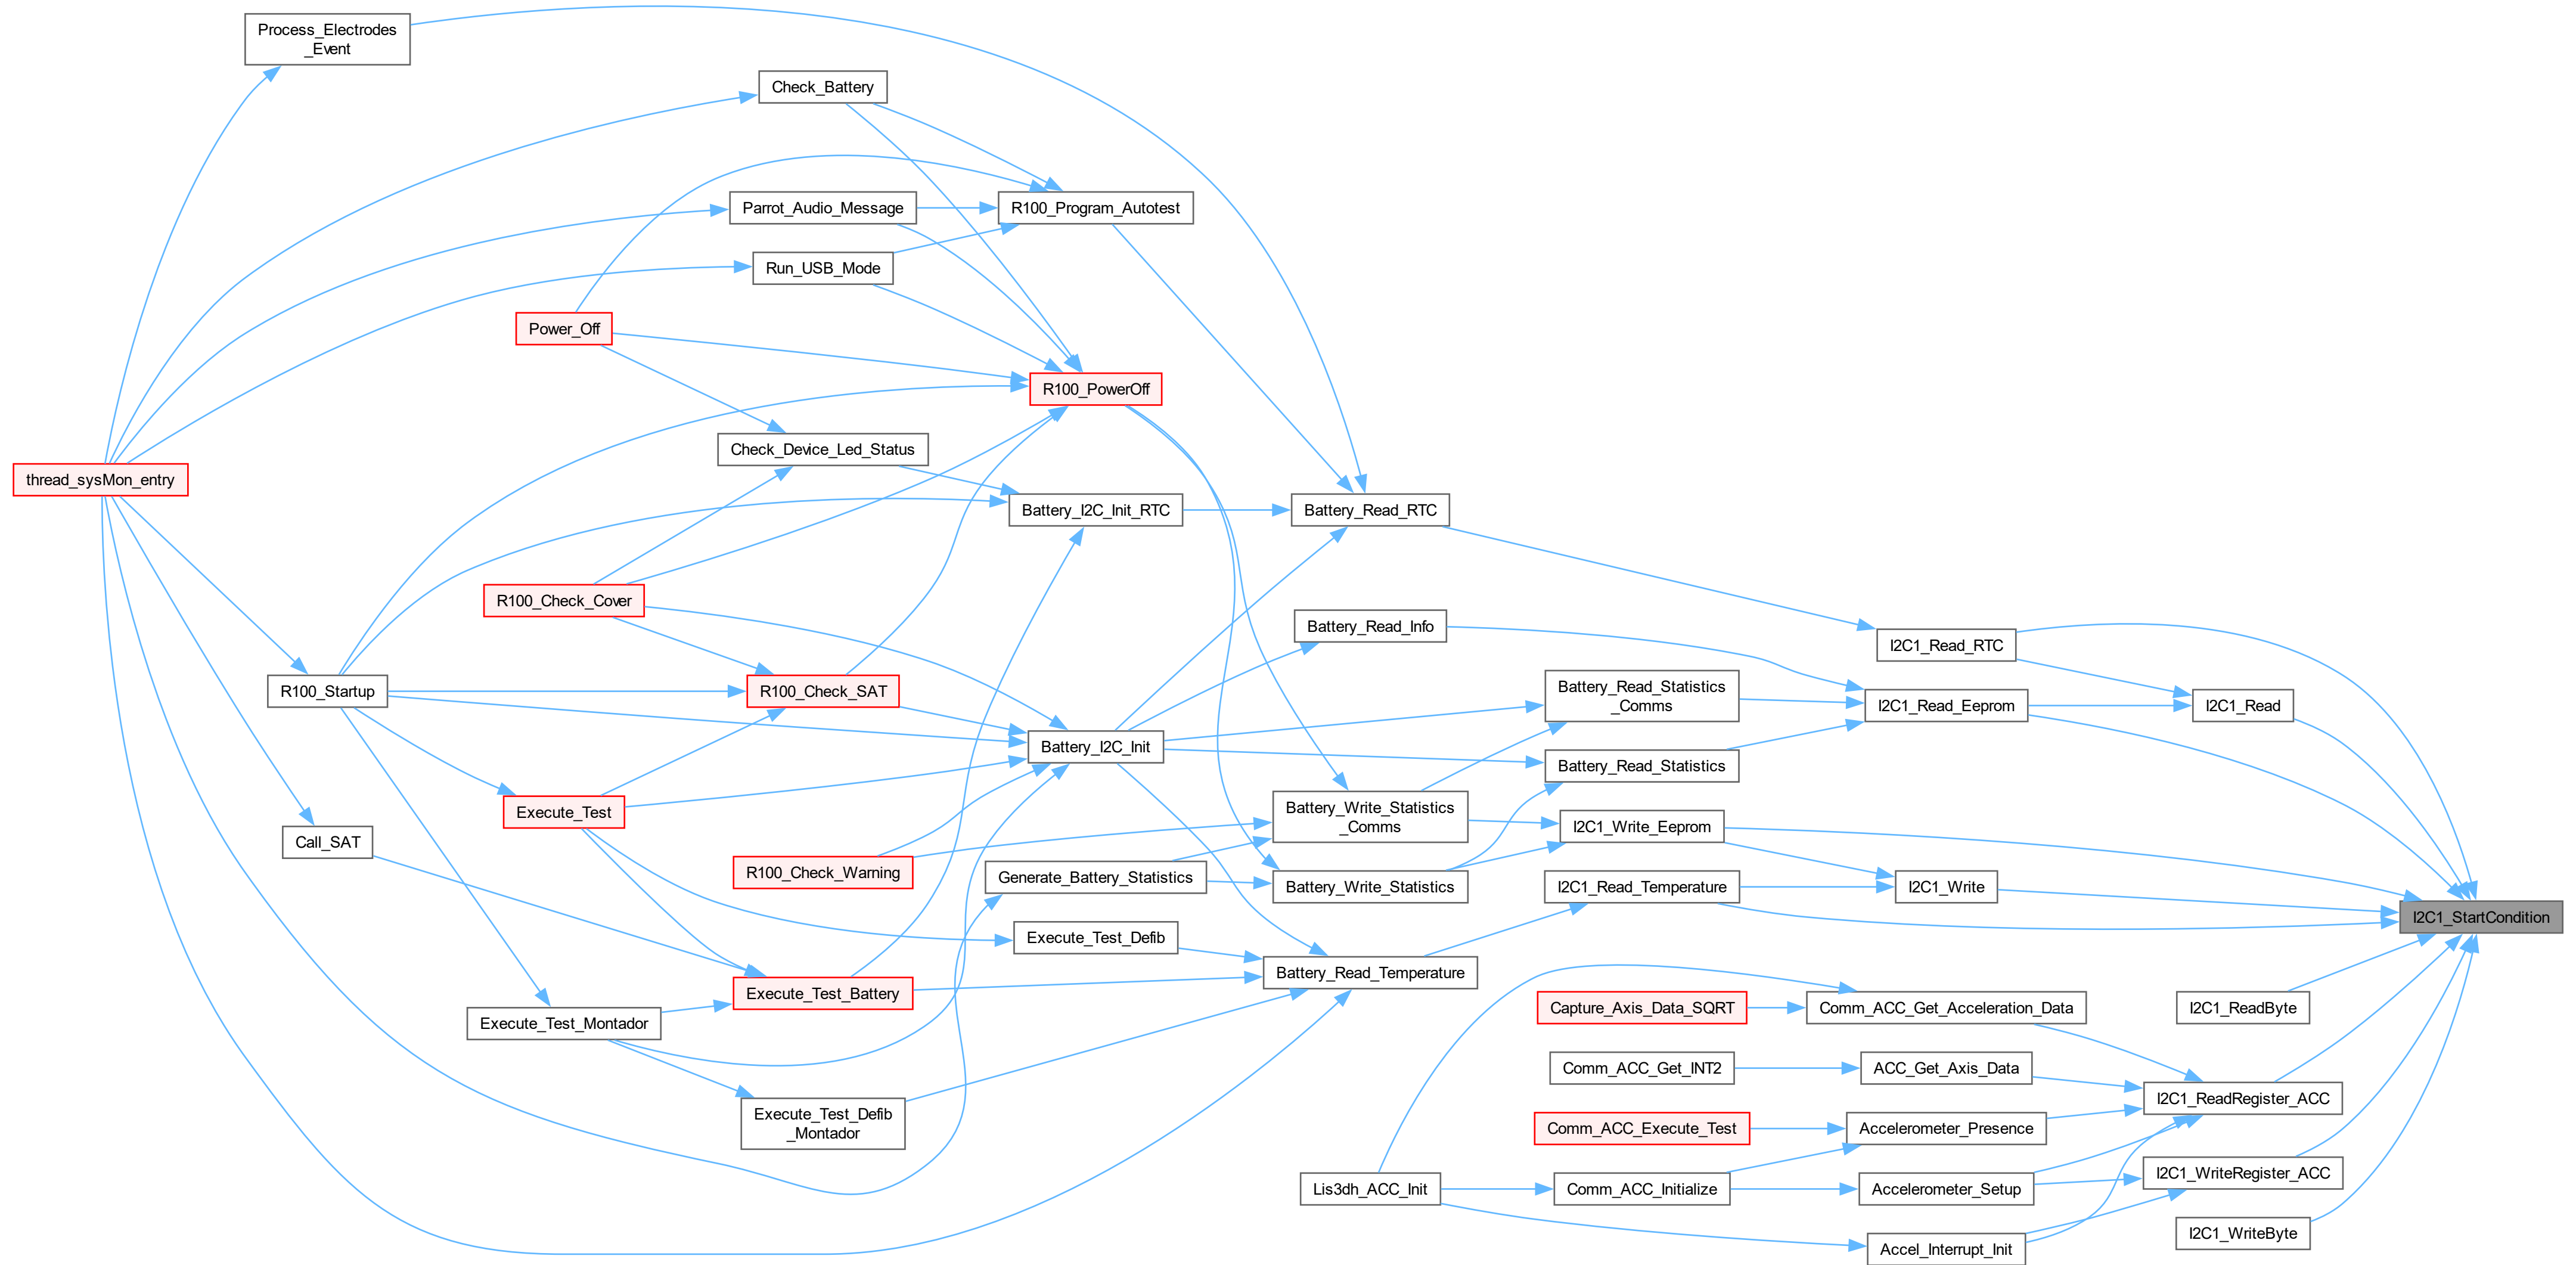 Process_Electrodes
_Event
Check_Battery
Parrot_Audio_Message
R100_Program_Autotest
Run_USB_Mode
Power_Off
R100_PowerOff
Check_Device_Led_Status
thread_sysMon_entry
Battery_I2C_Init_RTC
Battery_Read_RTC
R100_Check_Cover
Battery_Read_Info
I2C1_Read_RTC
R100_Startup
R100_Check_SAT
Battery_Read_Statistics
_Comms
I2C1_Read_Eeprom
I2C1_Read
Battery_I2C_Init
Battery_Read_Statistics
Execute_Test
Battery_Write_Statistics
_Comms
I2C1_Write_Eeprom
Call_SAT
R100_Check_Warning
Generate_Battery_Statistics
Battery_Write_Statistics
I2C1_Read_Temperature
I2C1_Write
I2C1_StartCondition
Execute_Test_Defib
Battery_Read_Temperature
Execute_Test_Battery
Capture_Axis_Data_SQRT
Comm_ACC_Get_Acceleration_Data
I2C1_ReadByte
Execute_Test_Montador
Comm_ACC_Get_INT2
ACC_Get_Axis_Data
I2C1_ReadRegister_ACC
Execute_Test_Defib
_Montador
Comm_ACC_Execute_Test
Accelerometer_Presence
Lis3dh_ACC_Init
Comm_ACC_Initialize
Accelerometer_Setup
I2C1_WriteRegister_ACC
I2C1_WriteByte
Accel_Interrupt_Init